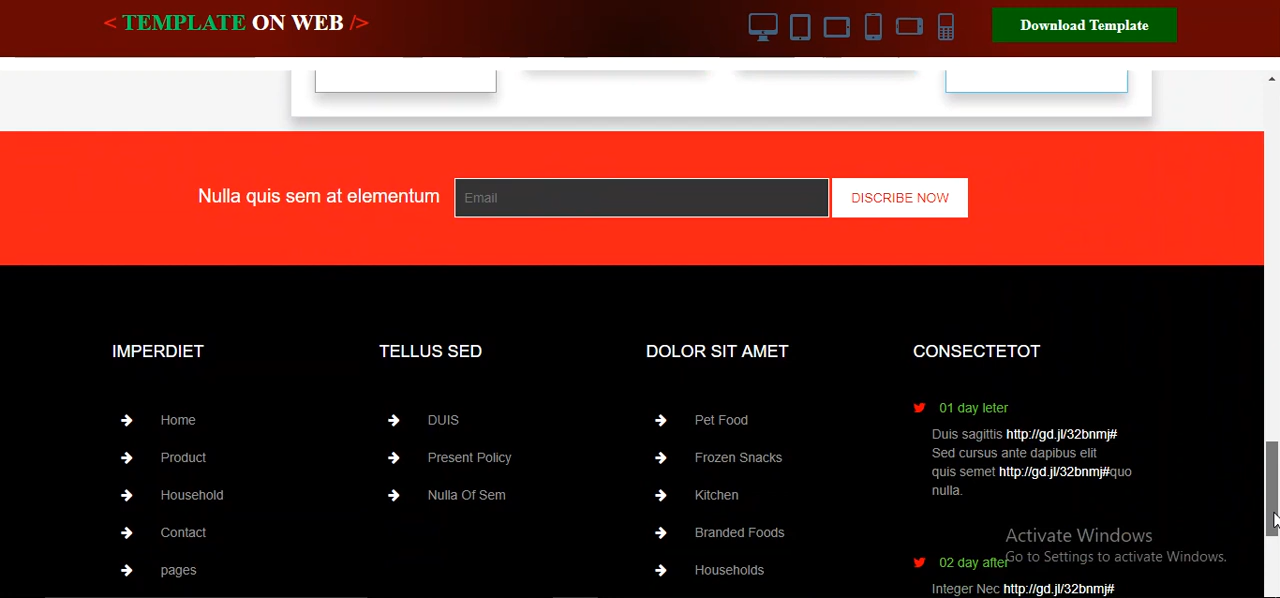 < TEMPLATE ON WEB />
Download Template
Nulla quis sem at elementum
Email
DISCRIBE NOW
IMPERDIET
Home
Product
Household
Contact
pages
TELLUS SED
DUIS
Present Policy
Nulla Of Sem
DOLOR SIT AMET
Pet Food
Frozen Snacks
Kitchen
Branded Foods
Households
CONSECTETOT
01 day leter
Duis sagittis http://gd.jl/32bnmj#
Sed cursus ante dapibus elit
quis semet http://gd.jl/32bnmj#quo
nulla.
02 day after
Integer Nec http://gd.jl/32bnmj#
Activate Windows
Go to Settings to activate Windows.